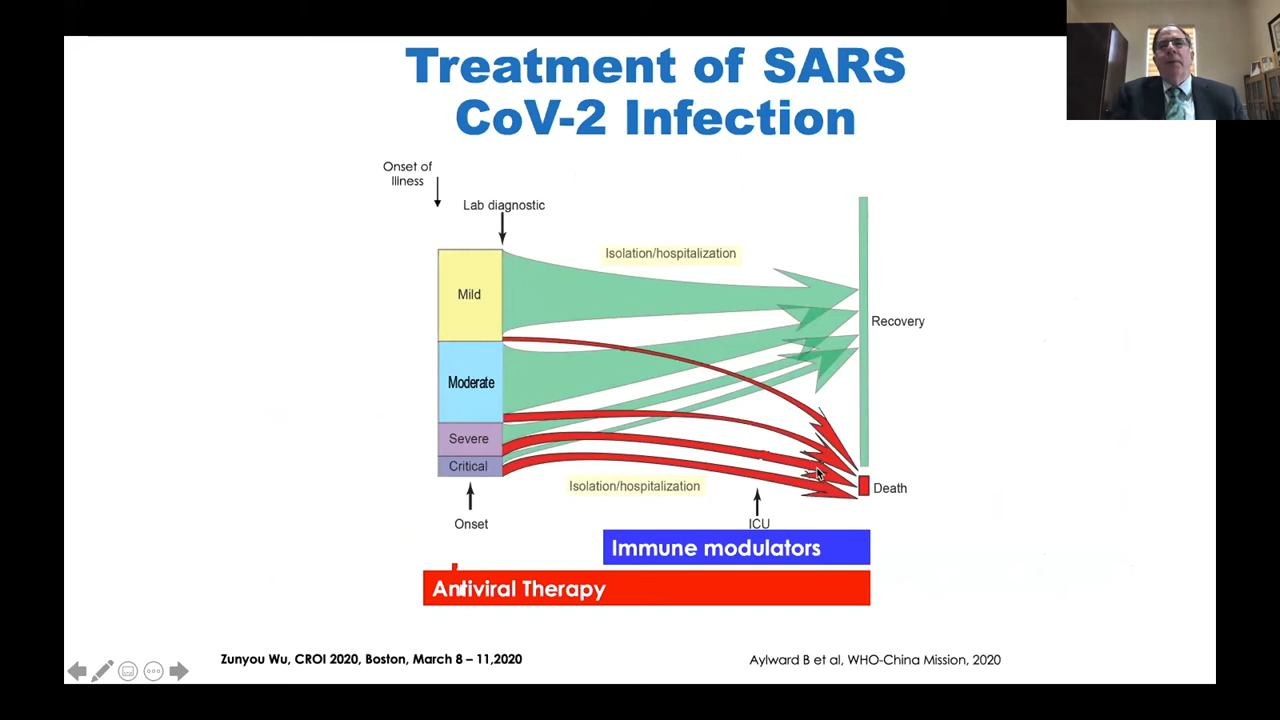 Treatment of SARS
CoV-2 Infection
Onset of
Illness
Lab diagnostic
Isolation/hospitalization
Mild
Recovery
Moderate
Severe
Critical
Isolation/hospitalization
Death
Onset
ICU
Immune modulators
Antiviral Therapy
Zunyou Wu, CROI 2020, Boston, March 8 – 11,2020
Aylward B et al, WHO-China Mission, 2020